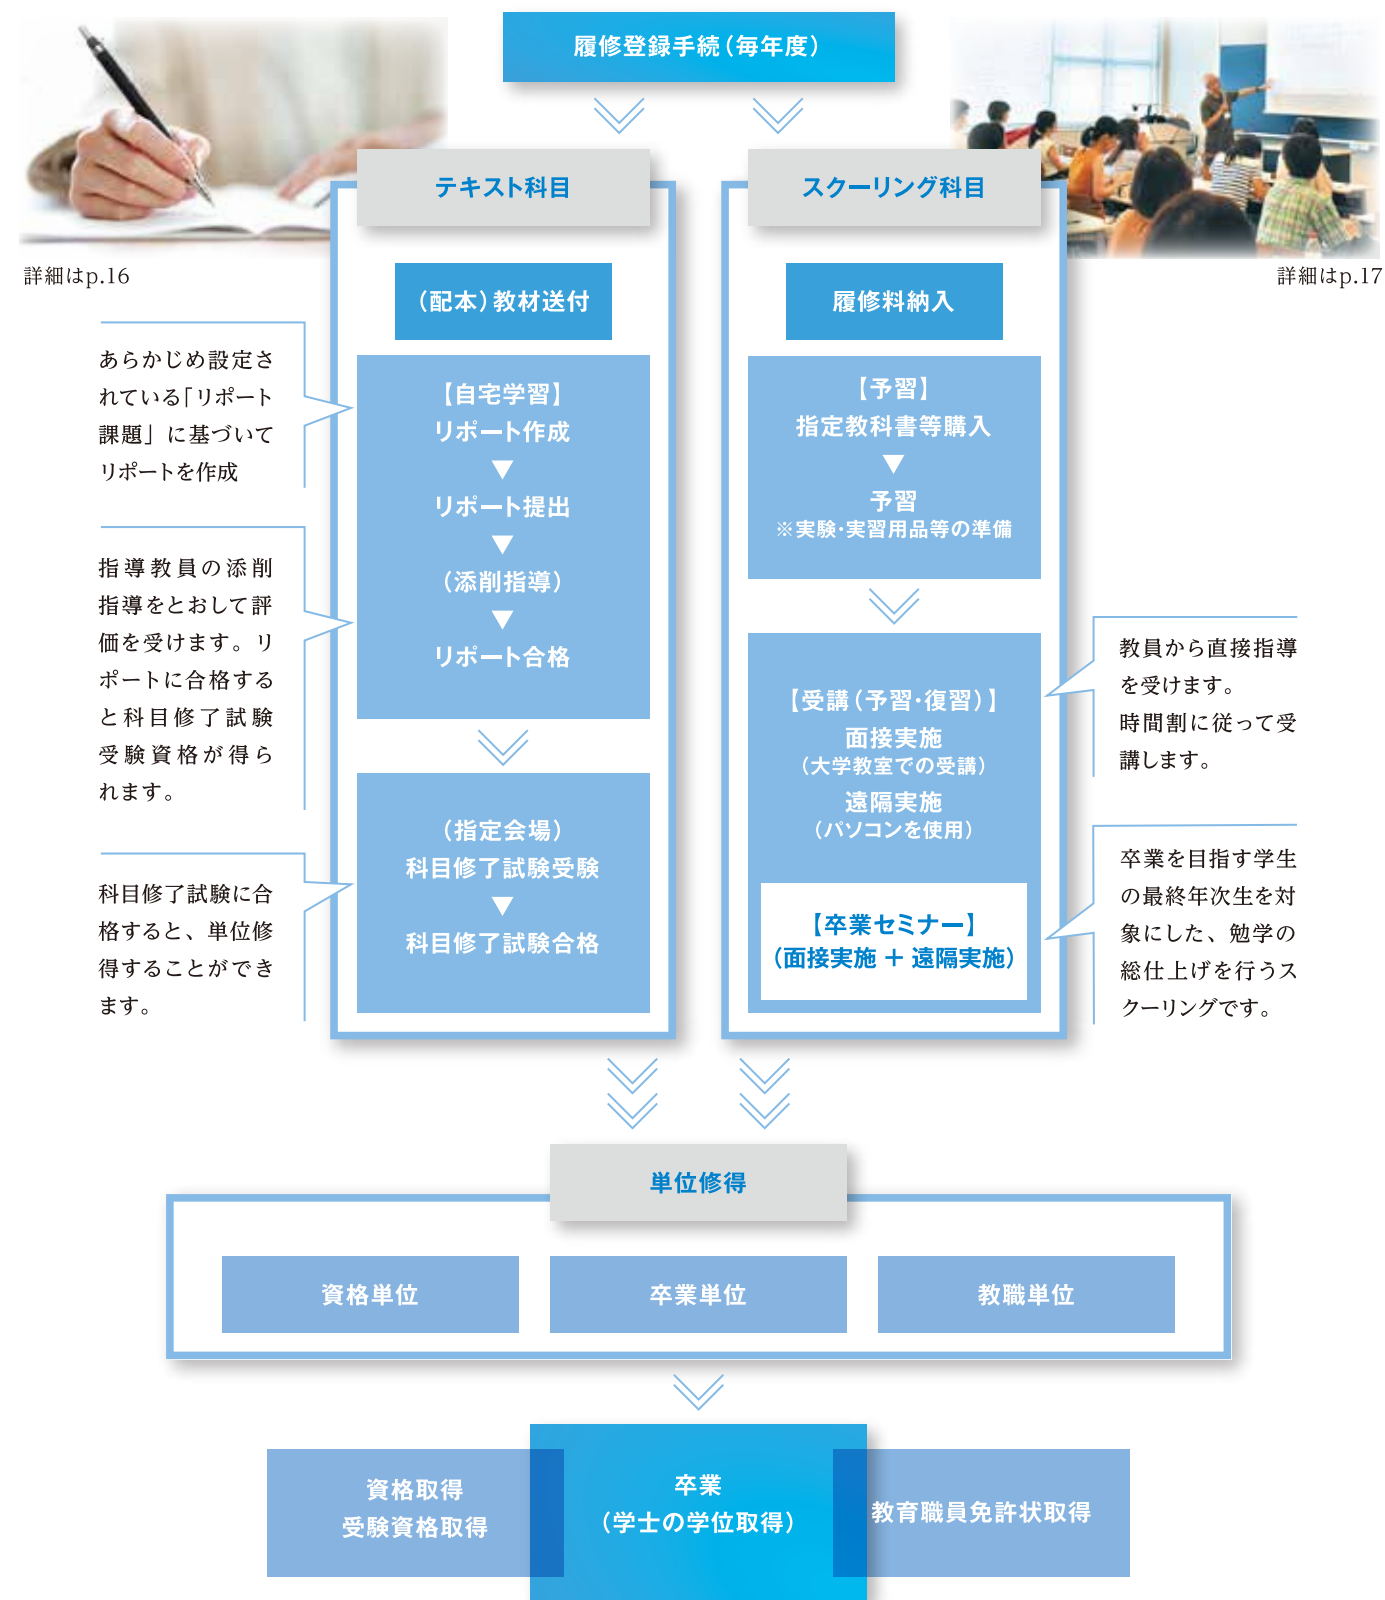 履修登録手続（毎年度）
テキスト科目
詳細はp.16
（配本）教材送付
あらかじめ設定さ
れている「リポート
課題」に基づいて
リポートを作成
【自宅学習】
リポート作成
▼
リポート提出
▼
（添削指導）
▼
リポート合格
指導教員の添削
指導をとおして評
価を受けます。リ
ポートに合格する
と科目修了試験
受験資格が得ら
れます。
（指定会場）
科目修了試験受験
▼
科目修了試験合格
科目修了試験に合
格すると、単位修
得することができ
ます。
スクーリング科目
詳細はp.17
履修料納入
【予習】
指定教科書等購入
▼
予習
※実験・実習用品等の準備
【受講（予習・復習）】
面接実施
（大学教室での受講）
遠隔実施
（パソコンを使用）
教員から直接指導
を受けます。
時間割に従って受
講します。
【卒業セミナー】
（面接実施 ＋ 遠隔実施）
卒業を目指す学生
の最終年次生を対
象にした、勉学の
総仕上げを行うス
クーリングです。
単位修得
資格単位
卒業単位
教職単位
資格取得
受験資格取得
卒業
（学士の学位取得）
教育職員免許状取得